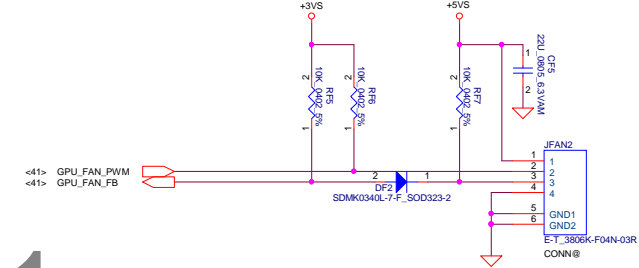 +3VS
+5VS
2
RF5
10K_0402_5%
1
2
RF6
10K_0402_5%
1
2
RF7
10K_0402_5%
1
1
CF5
22U_0805_6.3VAM
2
JFAN2
<41> GPU_FAN_PWM
<41> GPU_FAN_FB
2
DF2
1
SDMK0340L-7-F_SOD323-2
1 1
2 2
3 3
4 4
5 GND1
6 GND2
E-T_3806K-F04N-03R
CONN@